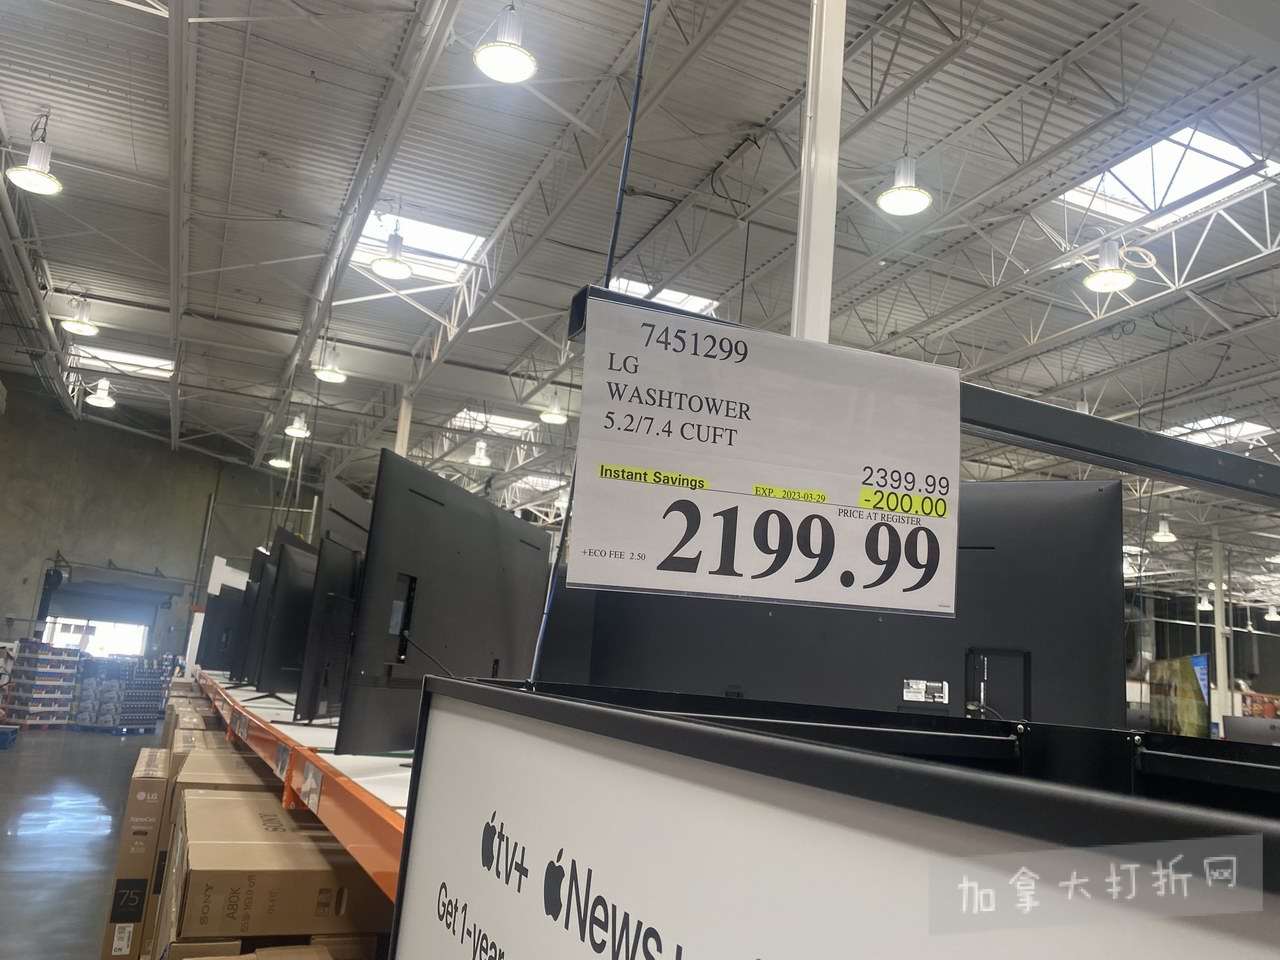 7451299
LG
WASHTOWER
5.2/7.4 CUFT
2399.99
Instant Savings
EXP. 2023-03-29
-200.00
PRICE AT REGISTER
2199.99
+ECO FEE 2.50
tv+
News
Get 1-year
LG
75
SONY
SONY
A80K
加拿大打折网